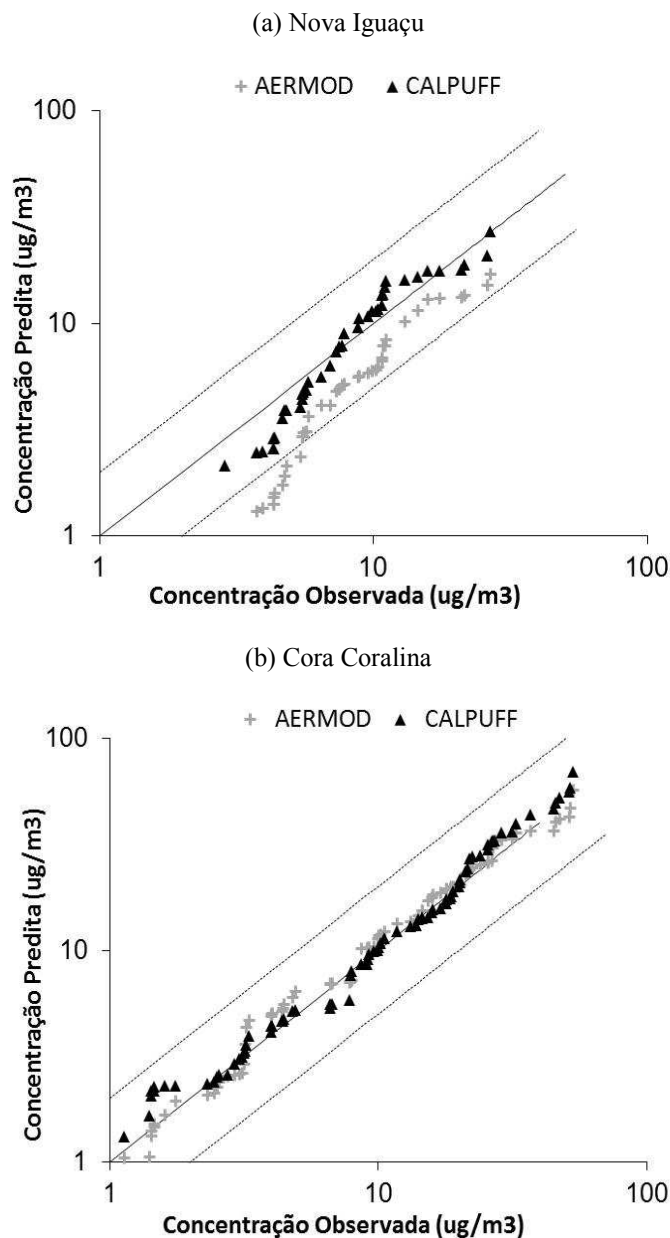 (a) Nova Iguaçu
AERMOD CALPUFF
100
10
1
Concentração Predita (ug/m3)
1 10 100
Concentração Observada (ug/m3)
(b) Cora Coralina
AERMOD CALPUFF
100
10
1
Concentração Predita (ug/m3)
1 10 100
Concentração Observada (ug/m3)